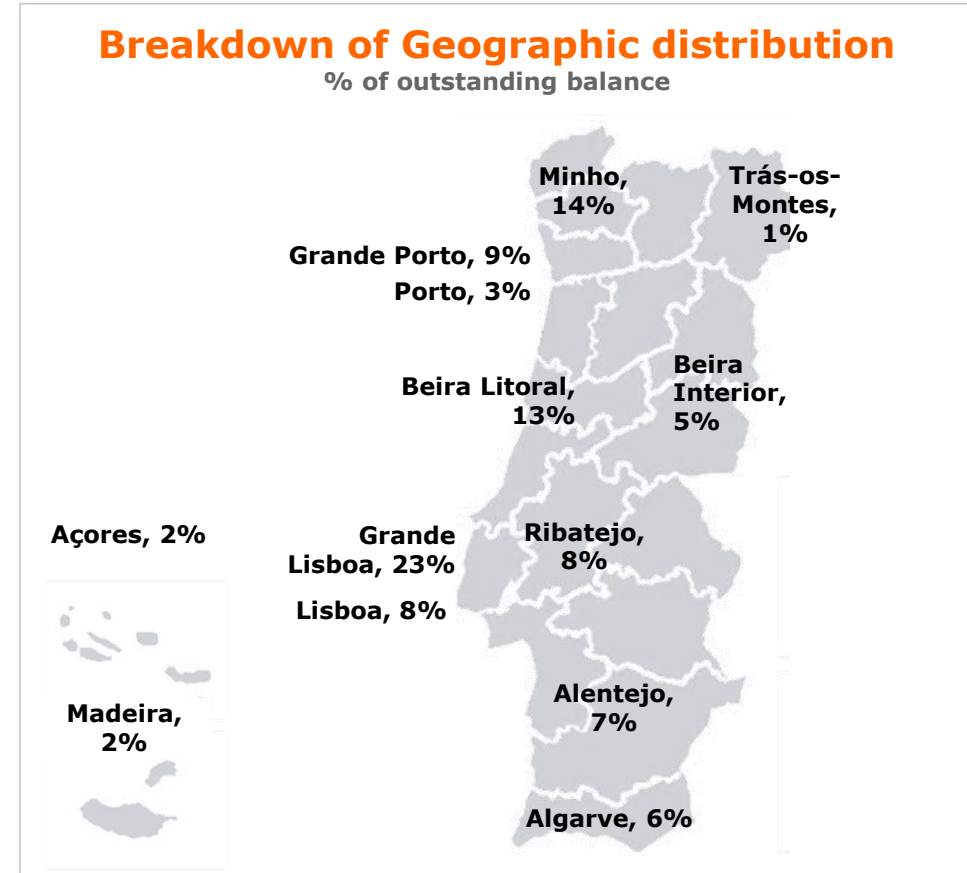 Breakdown of Geographic distribution
% of outstanding balance
Minho,
14%
Trás-os-
Montes,
1%
Grande Porto, 9%
Porto, 3%
Beira Litoral,
13%
Beira
Interior,
5%
Açores, 2%
Grande
Lisboa, 23%
Ribatejo,
8%
Lisboa, 8%
Madeira,
2%
Alentejo,
7%
Algarve, 6%